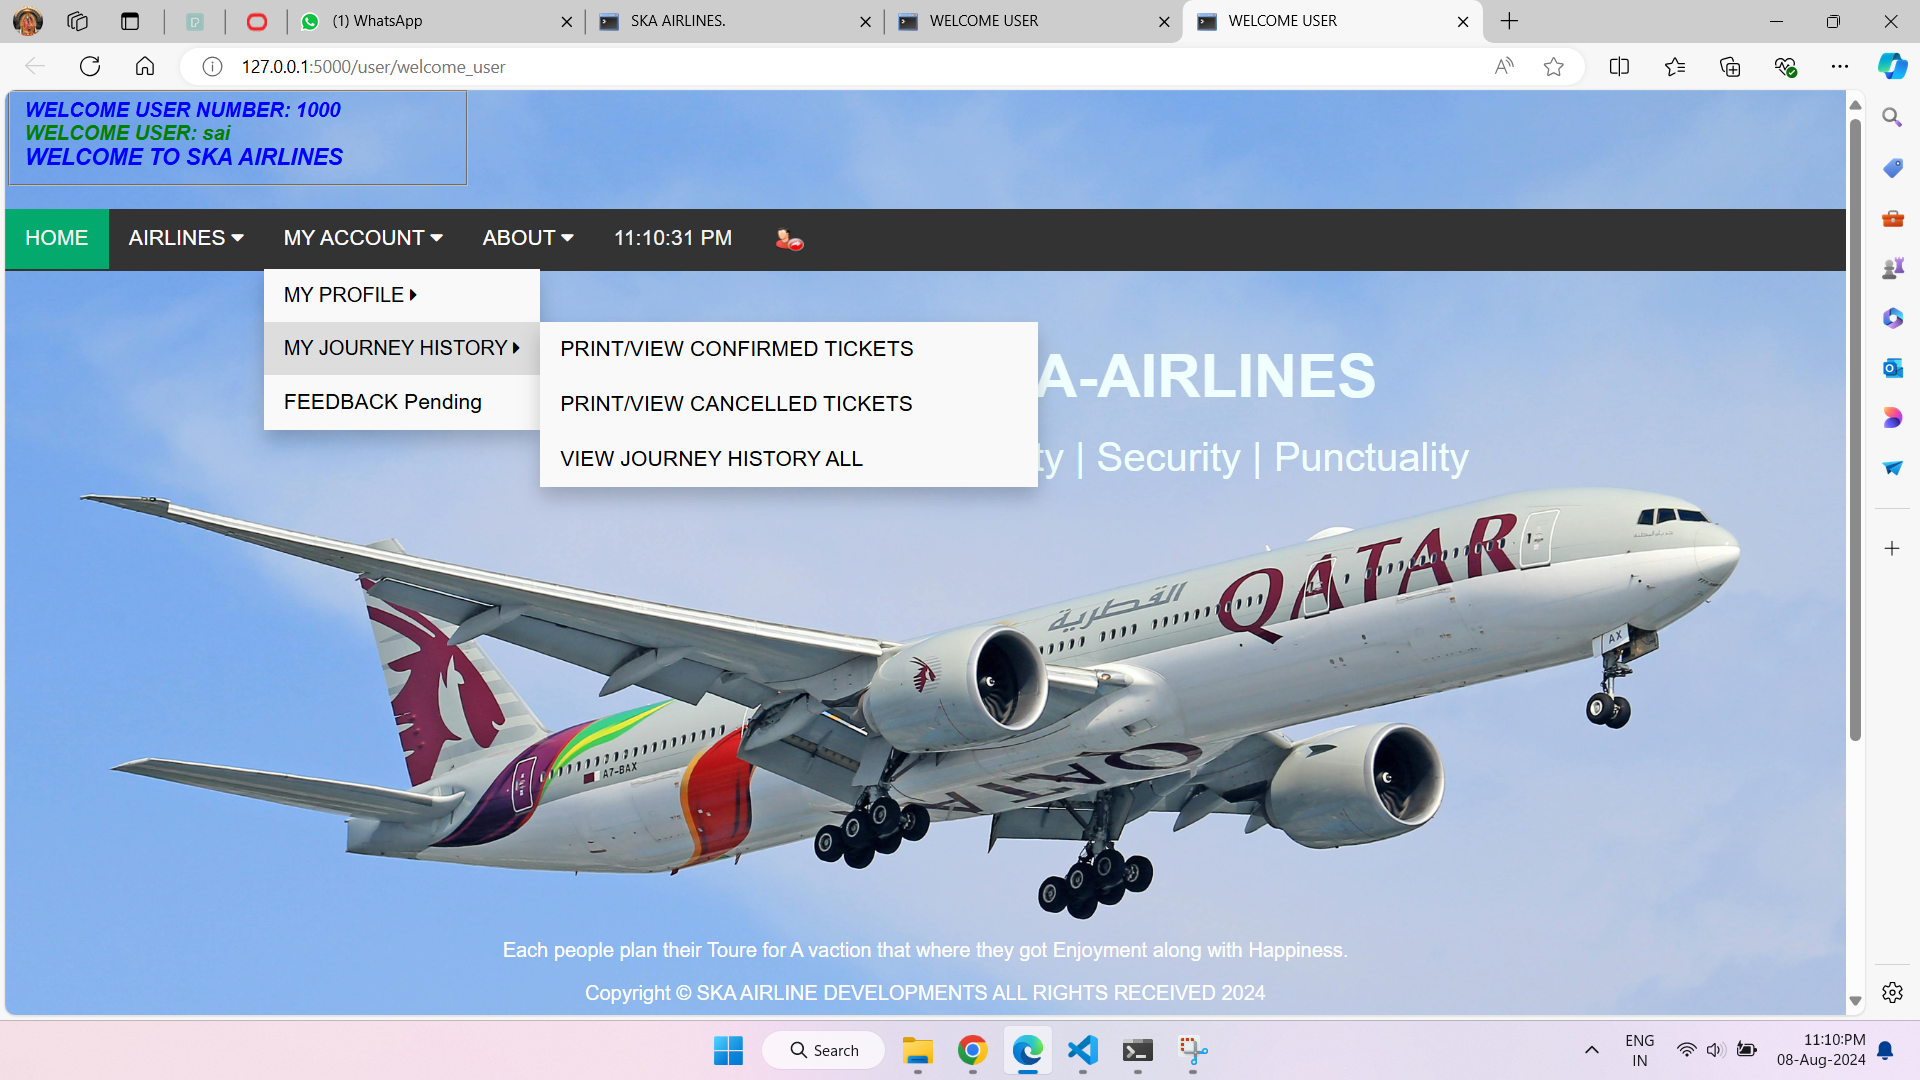 (1) WhatsApp
SKA AIRLINES.
WELCOME USER
WELCOME USER
127.0.0.1:5000/user/welcome_user
WELCOME USER NUMBER: 1000
WELCOME USER: sai
WELCOME TO SKA AIRLINES
HOME AIRLINES MY ACCOUNT ABOUT 11:10:31 PM
MY PROFILE
MY JOURNEY HISTORY
FEEDBACK Pending
PRINT/VIEW CONFIRMED TICKETS
PRINT/VIEW CANCELLED TICKETS
VIEW JOURNEY HISTORY ALL
A-AIRLINES
ty | Security | Punctuality
QATAR
القطرية
AX
A7-BAX
QATA
Each people plan their Toure for A vaction that where they got Enjoyment along with Happiness.
Copyright © SKA AIRLINE DEVELOPMENTS ALL RIGHTS RECEIVED 2024
Search
ENG
IN
11:10:PM
08-Aug-2024